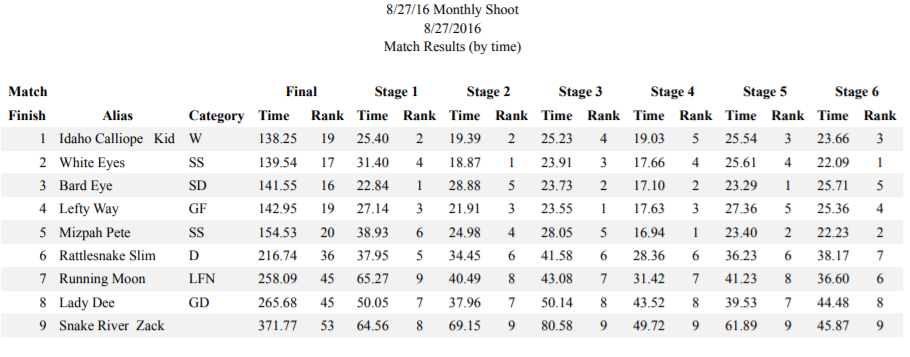 8/27/16 Monthly Shoot
8/27/2016
Match Results (by time)
Match Final Stage 1 Stage 2 Stage 3 Stage 4 Stage 5 Stage 6
Finish Alias Category Time Rank Time Rank Time Rank Time Rank Time Rank Time Rank Time Rank
1 Idaho Calliope Kid W 138.25 19 25.40 2 19.39 2 25.23 4 19.03 5 25.54 3 23.66 3
2 White Eyes SS 139.54 17 31.40 4 18.87 1 23.91 3 17.66 4 25.61 4 22.09 1
3 Bard Eye SD 141.55 16 22.84 1 28.88 5 23.73 2 17.10 2 23.29 1 25.71 5
4 Lefty Way GF 142.95 19 27.14 3 21.91 3 23.55 1 17.63 3 27.36 5 25.36 4
5 Mizpah Pete SS 154.53 20 38.93 6 24.98 4 28.05 5 16.94 1 23.40 2 22.23 2
6 Rattlesnake Slim D 216.74 36 37.95 5 34.45 6 41.58 6 28.36 6 36.23 6 38.17 7
7 Running Moon LFN 258.09 45 65.27 9 40.49 8 43.08 7 31.42 7 41.23 8 36.60 6
8 Lady Dee GD 265.68 45 50.05 7 37.96 7 50.14 8 43.52 8 39.53 7 44.48 8
9 Snake River Zack 371.77 53 64.56 8 69.15 9 80.58 9 49.72 9 61.89 9 45.87 9